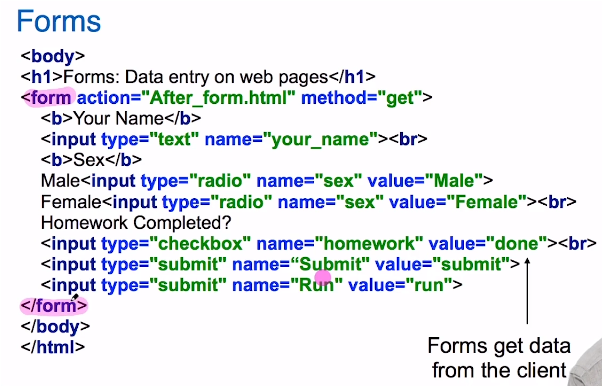 Forms
<body>
<h1>Forms: Data entry on web pages</h1>
<form action="After_form.html" method="get">
<b>Your Name</b>
<input type="text" name="your_name"><br>
<b>Sex</b>
Male<input type="radio" name="sex" value="Male">
Female<input type="radio" name="sex" value="Female"><br>
Homework Completed?
<input type="checkbox" name="homework" value="done"><br>
<input type="submit" name=“Submit" value="submit">
<input type="submit" name="Run" value="run">
</form>
</body>
</html>
Forms get data
from the client